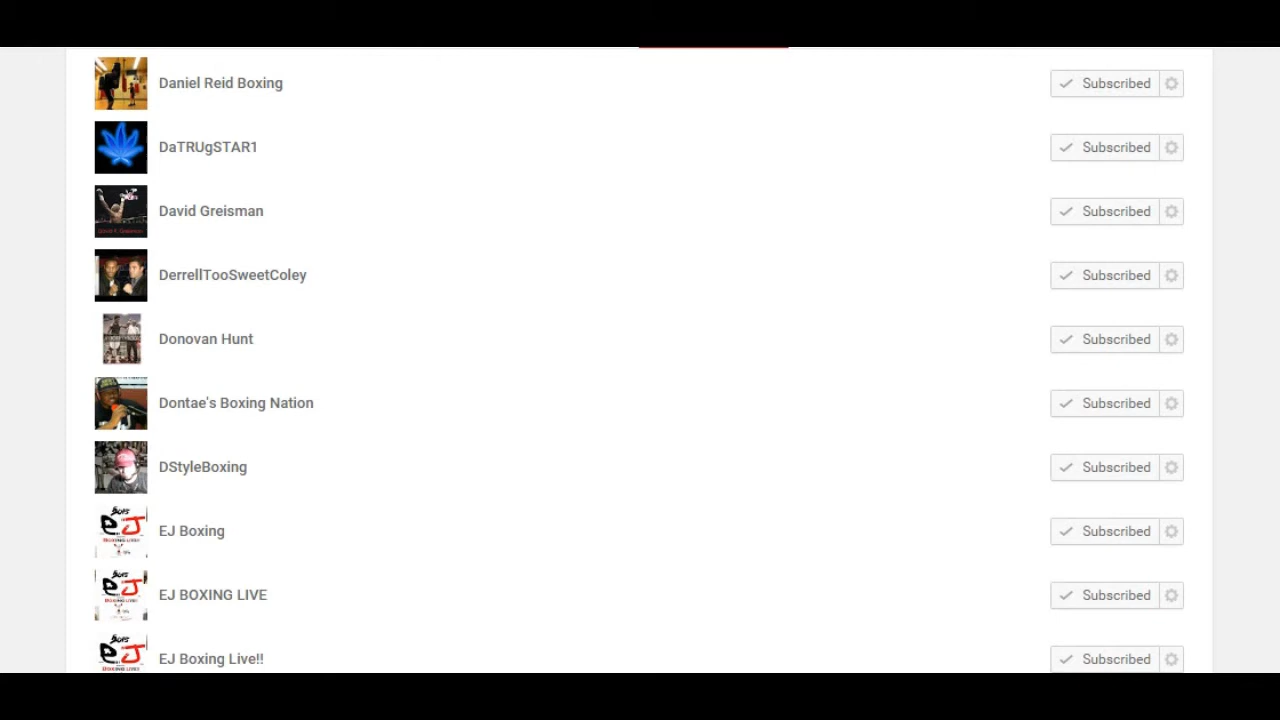 Daniel Reid Boxing
Subscribed
DaTRUgSTAR1
Subscribed
David Greisman
Subscribed
DerrellTooSweetColey
Subscribed
Donovan Hunt
Subscribed
Dontae's Boxing Nation
Subscribed
DStyleBoxing
Subscribed
EJ Boxing
Subscribed
EJ BOXING LIVE
Subscribed
EJ Boxing Live!!
Subscribed